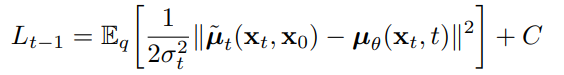 $L_{t-1} = \mathbb{E}_q \left[ \frac{1}{2\sigma_t^2} \| \tilde{\boldsymbol{\mu}}_t(\mathbf{x}_t, \mathbf{x}_0) - \boldsymbol{\mu}_\theta(\mathbf{x}_t, t) \|^2 \right] + C$